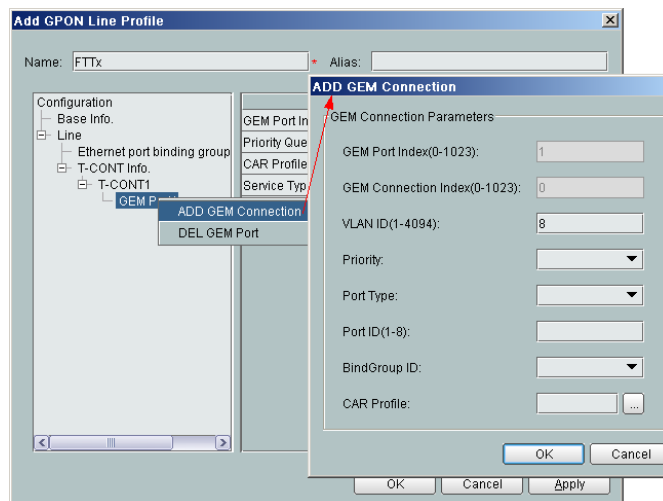 Add GPON Line Profile
Name: FTTx * Alias:
Configuration
Base Info.
Line
Ethernet port binding group
T-CONT Info.
T-CONT1
GEM
GEM Port In
Priority Que
CAR Profile
Service Typ
ADD GEM Connection
DEL GEM Port
ADD GEM Connection
GEM Connection Parameters
GEM Port Index(0-1023): 1
GEM Connection Index(0-1023): 0
VLAN ID(1-4094): 8
Priority:
Port Type:
Port ID(1-8):
BindGroup ID:
CAR Profile: ...
OK Cancel
OK Cancel Apply